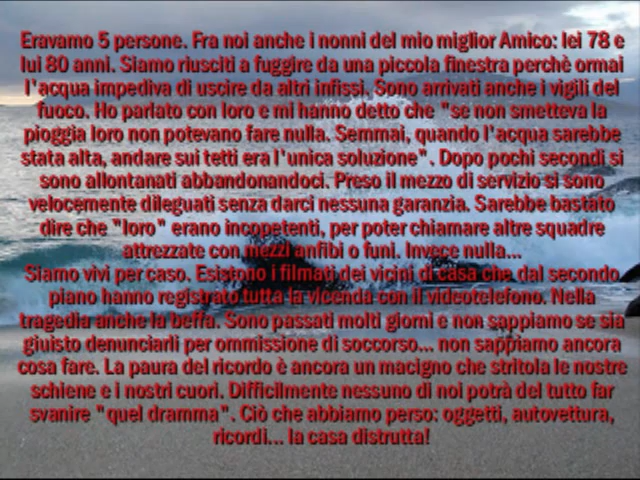 Eravamo 5 persone. Fra noi anche i nonni del mio miglior Amico: lei 78 e
lui 80 anni. Siamo riusciti a fuggire da una piccola finestra perchè ormai
l'acqua impediva di uscire da altri infissi. Sono arrivati anche i vigili del
fuoco. Ho parlato con loro e mi hanno detto che "se non smetteva la
pioggia loro non potevano fare nulla. Semmai, quando l'acqua sarebbe
stata alta, andare sui tetti era l'unica soluzione". Dopo pochi secondi si
sono allontanati abbandonandoci. Preso il mezzo di servizio si sono
velocemente dileguati senza darci nessuna garanzia. Sarebbe bastato
dire che "loro" erano incopetenti, per poter chiamare altre squadre
attrezzate con mezzi anfibi o funi. Invece nulla...
Siamo vivi per caso. Esistono i filmati dei vicini di casa che dal secondo
piano hanno registrato tutta la vicenda con il videotelefono. Nella
tragedia anche la beffa. Sono passati molti giorni e non sappiamo se sia
giuisto denunciarli per ommissione di soccorso... non sappiamo ancora
cosa fare. La paura del ricordo è ancora un macigno che stritola le nostre
schiene e i nostri cuori. Difficilmente nessuno di noi potrà del tutto far
svanire "quel dramma". Ciò che abbiamo perso: oggetti, autovettura,
ricordi... la casa distrutta!